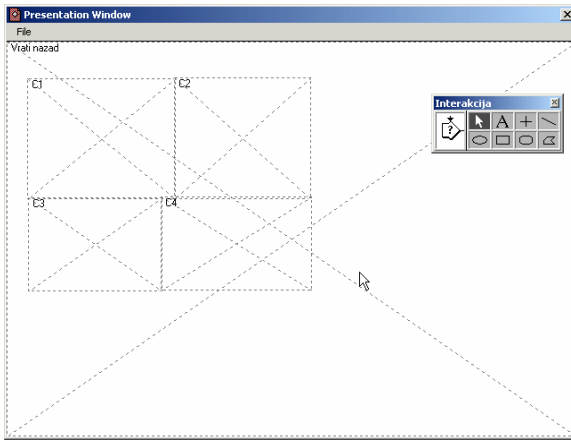 Presentation Window
File
Vrati nazad
C1
C2
Interakcija
A
?
C3
C4